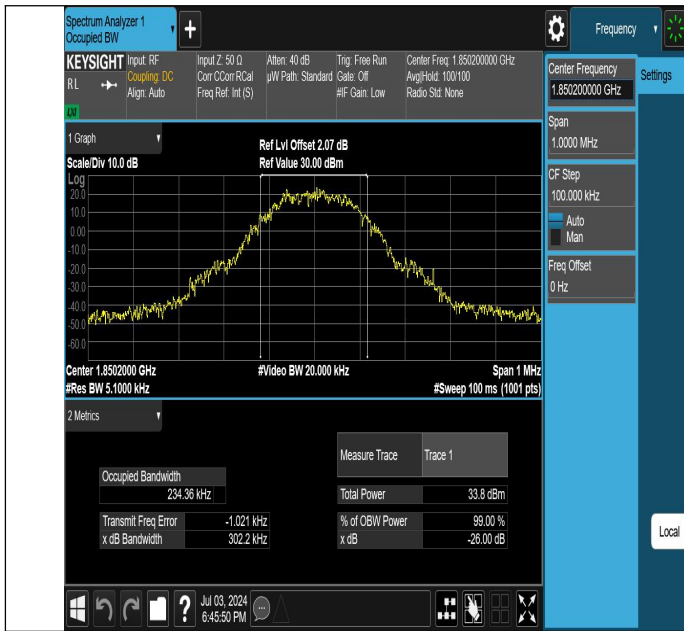 Spectrum Analyzer 1
Occupied BW
+
Frequency
KEYSIGHT
RL
LXI
Input: RF
Coupling: DC
Align: Auto
Input Z: 50 Ω
Corr CCorr RCal
Freq Ref: Int (S)
Atten: 40 dB
µW Path: Standard
Trig: Free Run
Gate: Off
#IF Gain: Low
Center Freq: 1.850200000 GHz
Avg|Hold: 100/100
Radio Std: None
Center Frequency
1.850200000 GHz
Settings
Span
1.0000 MHz
CF Step
100.000 kHz
Auto
Man
Freq Offset
0 Hz
Local
1 Graph
Scale/Div 10.0 dB
Ref Lvl Offset 2.07 dB
Ref Value 30.00 dBm
Log
20.0
10.0
0.00
-10.0
-20.0
-30.0
-40.0
-50.0
-60.0
Center 1.8502000 GHz
#Res BW 5.1000 kHz
#Video BW 20.000 kHz
Span 1 MHz
#Sweep 100 ms (1001 pts)
2 Metrics
Measure Trace Trace 1
Occupied Bandwidth
234.36 kHz
Total Power 33.8 dBm
Transmit Freq Error -1.021 kHz
% of OBW Power 99.00 %
x dB Bandwidth 302.2 kHz
x dB -26.00 dB
?
Jul 03, 2024
6:45:50 PM